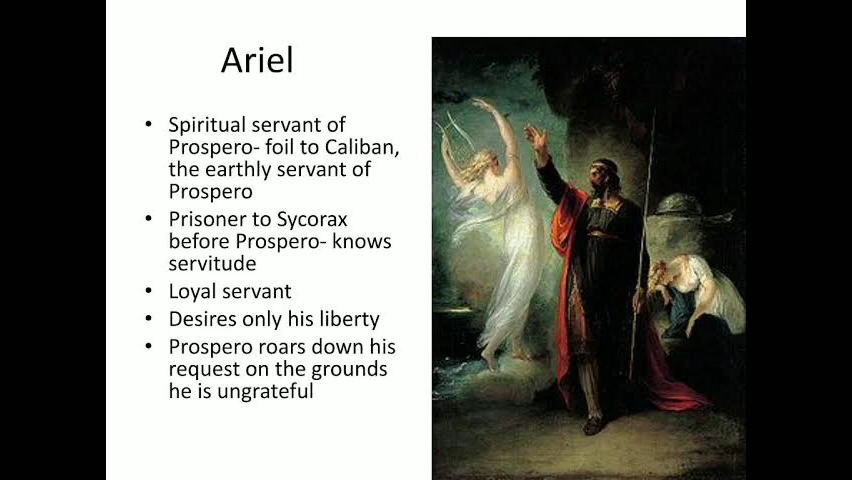 Ariel
• Spiritual servant of
Prospero- foil to Caliban,
the earthly servant of
Prospero
• Prisoner to Sycorax
before Prospero- knows
servitude
• Loyal servant
• Desires only his liberty
• Prospero roars down his
request on the grounds
he is ungrateful